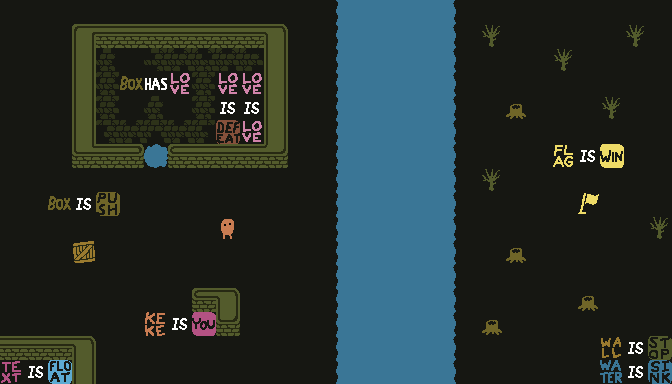 BOX HAS LOVE LOVE LOVE
IS IS
DEFEAT LOVE
FLAG IS WIN
BOX IS PUSH
KEKE IS YOU
WALL IS STOP
TEXT IS FLOAT
WATER IS SINK